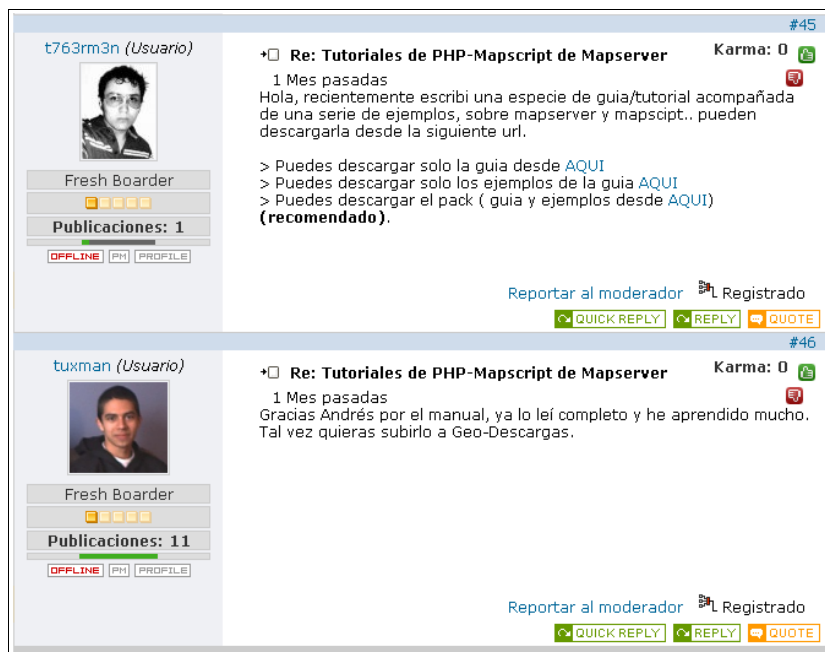 #45
t763rm3n (Usuario)
Re: Tutoriales de PHP-Mapscript de Mapserver
Karma: 0
1 Mes pasadas
Hola, recientemente escribi una especie de guia/tutorial acompañada
de una serie de ejemplos, sobre mapserver y mapscipt.. pueden
descargarla desde la siguiente url.
> Puedes descargar solo la guia desde AQUI
> Puedes descargar solo los ejemplos de la guia AQUI
> Puedes descargar el pack ( guia y ejemplos desde AQUI)
(recomendado).
Fresh Boarder
Publicaciones: 1
OFFLINE PM PROFILE
Reportar al moderador Registrado
QUICK REPLY REPLY QUOTE
#46
tuxman (Usuario)
Re: Tutoriales de PHP-Mapscript de Mapserver
Karma: 0
1 Mes pasadas
Gracias Andrés por el manual, ya lo leí completo y he aprendido mucho.
Tal vez quieras subirlo a Geo-Descargas.
Fresh Boarder
Publicaciones: 11
OFFLINE PM PROFILE
Reportar al moderador Registrado
QUICK REPLY REPLY QUOTE